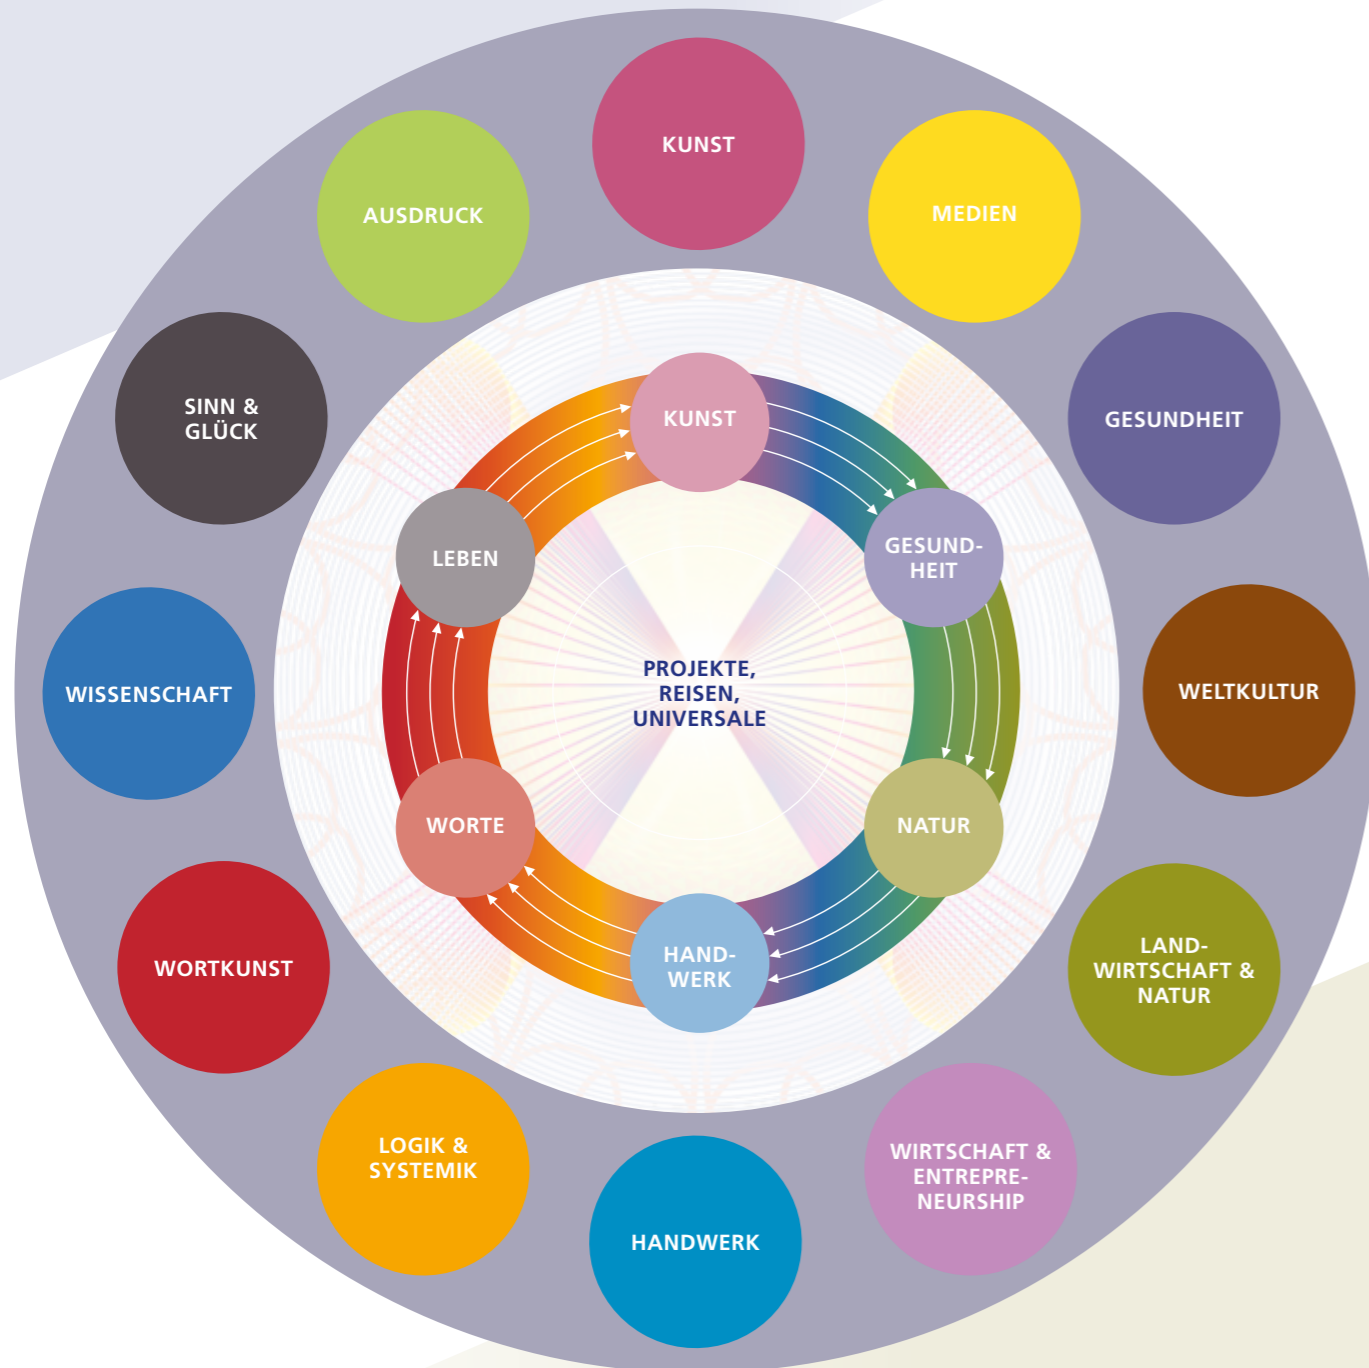 KUNST
MEDIEN
GESUNDHEIT
WELTKULTUR
LAND-
WIRTSCHAFT &
NATUR
WIRTSCHAFT &
ENTREPRE-
NEURSHIP
HANDWERK
LOGIK &
SYSTEMIK
WORTKUNST
WISSENSCHAFT
SINN &
GLÜCK
AUSDRUCK
KUNST
GESUND-
HEIT
NATUR
HAND-
WERK
WORTE
LEBEN
PROJEKTE,
REISEN,
UNIVERSALE